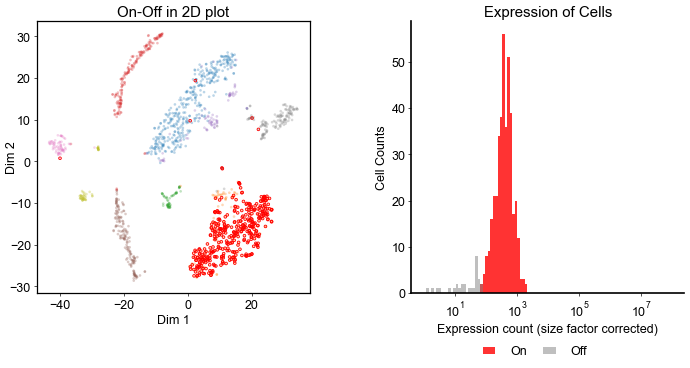 On-Off in 2D plot
Expression of Cells
30
20
10
0
−10
−20
−30
Dim 2
−40
−20
0
20
Dim 1
50
40
30
20
10
0
Cell Counts
10^1
10^3
10^5
10^7
Expression count (size factor corrected)
On
Off